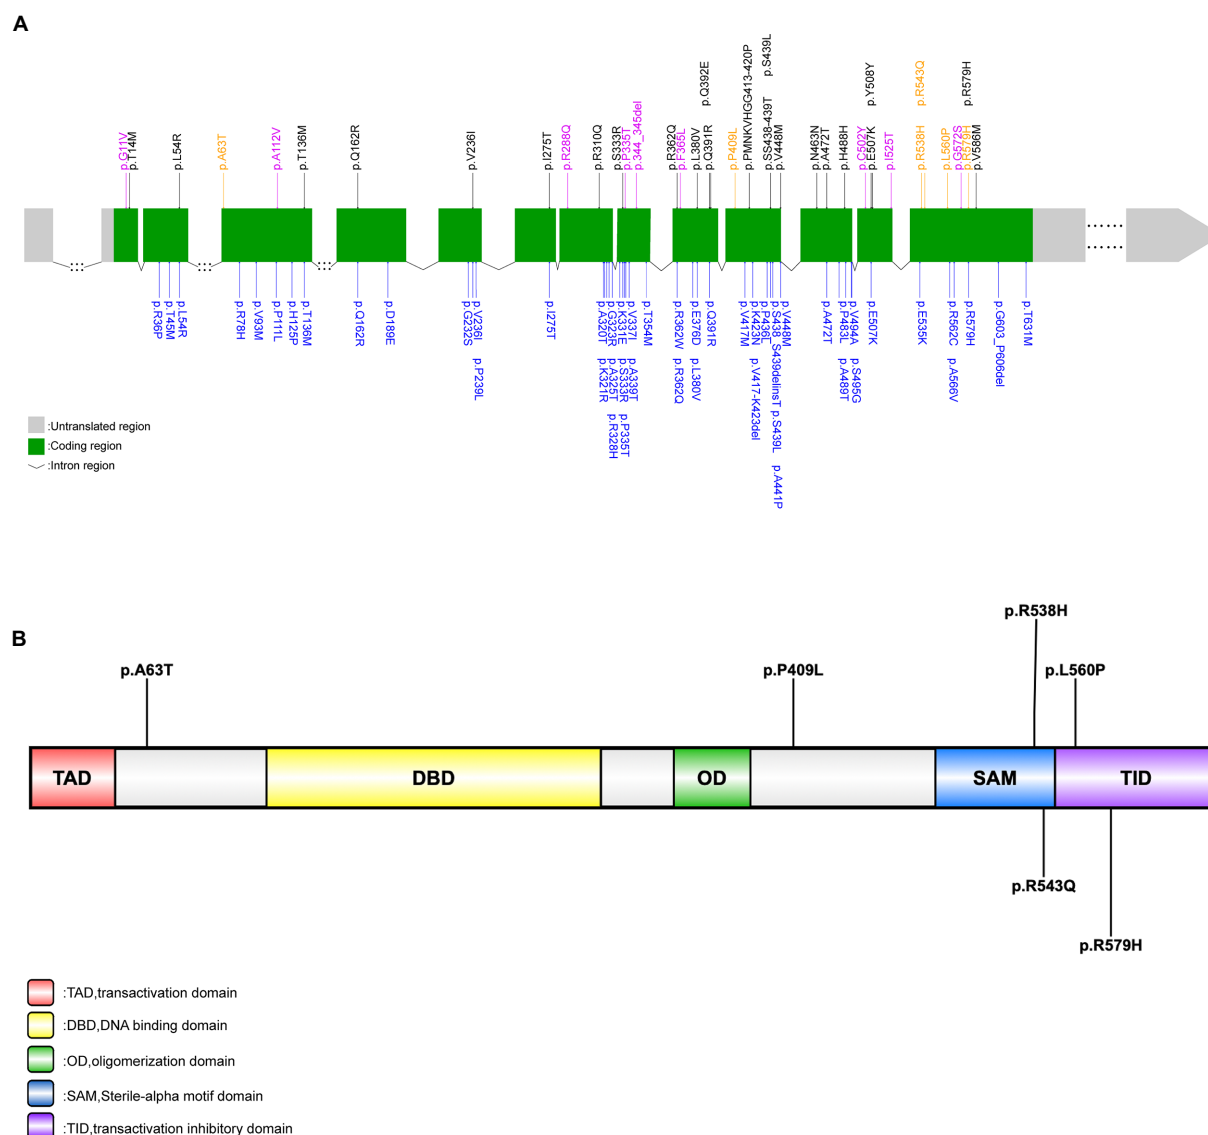 A
p.G11V
p.T14M
p.L54R
p.A63T
p.A112V
p.T136M
p.Q162R
p.V236I
p.I275T
p.R288Q
p.R310Q
p.S333R
p.P335T
p.344_345del
p.R362Q
p.F365L
p.L380V
p.Q391R
p.Q392E
p.P409L
p.PMNKVHGG413-420P
p.SS438-439T
p.S439L
p.V448M
p.N463N
p.A472T
p.H488H
p.C502Y
p.E507K
p.Y508Y
p.I525T
p.R538H
p.R543Q
p.L560P
p.G572S
p.R579H
p.R579H
p.V586M
p.R36P
p.T45M
p.L54R
p.R78H
p.V93M
p.P111L
p.H125P
p.T136M
p.Q162R
p.D189E
p.G232S
p.V236I
p.P239L
p.I275T
p.A320T
p.K321R
p.G323R
p.A325T
p.R328H
p.K331E
p.S333R
p.P335T
p.V337I
p.A339T
p.T354M
p.R362W
p.R362Q
p.E376D
p.L380V
p.Q391R
p.V417M
p.K423N
p.V417-K423del
p.P436L
p.S438_S439delinsT
p.S439L
p.A441P
p.V448M
p.A472T
p.P483L
p.A489T
p.V494A
p.S495G
p.E507K
p.E535K
p.R562C
p.A566V
p.R579H
p.G603_P606del
p.T631M
:Untranslated region
:Coding region
:Intron region
B
p.R538H
p.A63T
p.P409L
p.L560P
TAD
DBD
OD
SAM
TID
p.R543Q
p.R579H
:TAD,transactivation domain
:DBD,DNA binding domain
:OD,oligomerization domain
:SAM,Sterile-alpha motif domain
:TID,transactivation inhibitory domain